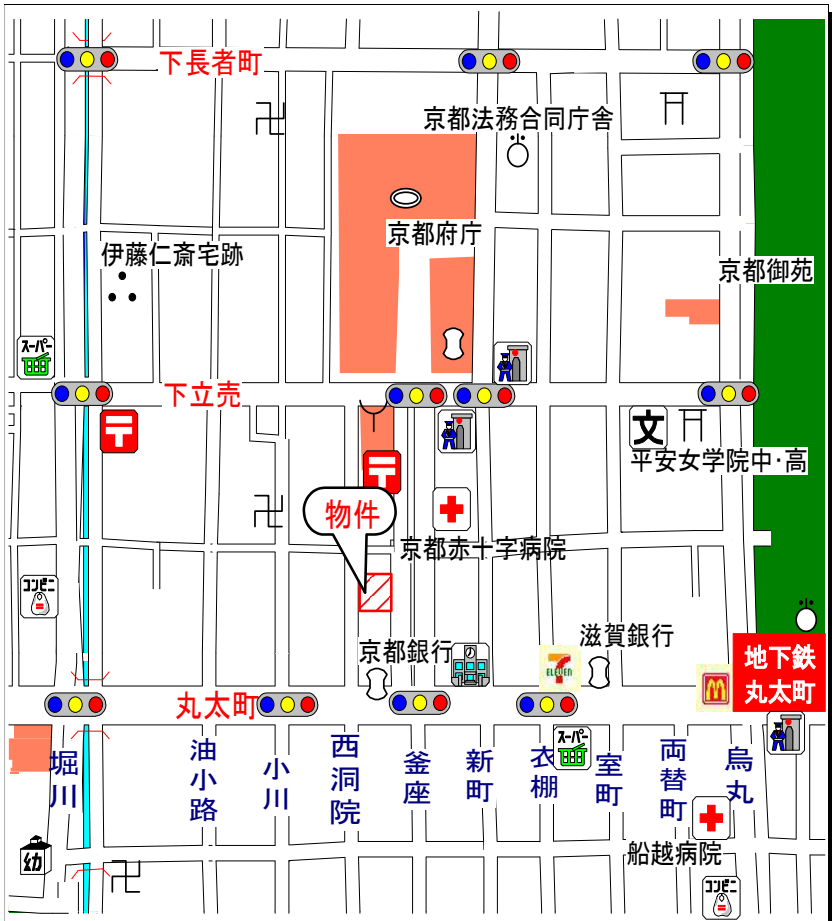 下長者町
京都法務合同庁舎
京都府庁
伊藤仁斎宅跡
京都御苑
スーパー
下立売
文
平安女学院中・高
物件
京都赤十字病院
コンビニ
滋賀銀行
京都銀行
7
ELEVEN
地下鉄
丸太町
丸太町
堀川
油小路
小川
西洞院
釜座
新町
衣棚
スーパー
室町
両替町
烏丸
幼
船越病院
コンビニ